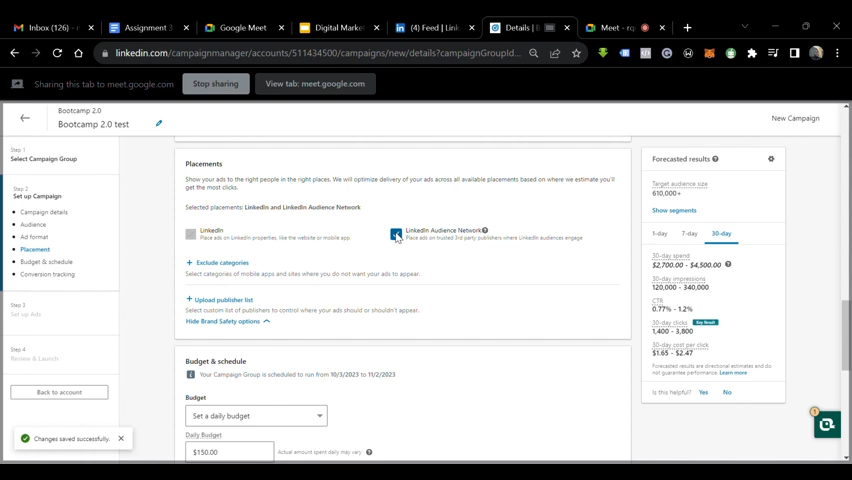 Inbox (1,250) - m
Assignment 3
Google Meet
Digital Market
(4) Feed | Link
Details | B
Meet - rq
linkedin.com/campaignmanager/accounts/511434500/campaigns/new/details?campaignGroupId...
Sharing this tab to meet.google.com
Stop sharing
View tab: meet.google.com
Bootcamp 2.0
Bootcamp 2.0 test
New Campaign
Step 1
Select Campaign Group
Step 2
Set up Campaign
Campaign details
Audience
Ad format
Placement
Budget & schedule
Conversion tracking
Step 3
Set up Ads
Step 4
Review & Launch
Back to account
Changes saved successfully.
Placements
Show your ads to the right people in the right places. We will optimize delivery of your ads across all available placements based on where we estimate you'll
get the most clicks.
Selected placements: LinkedIn and LinkedIn Audience Network
LinkedIn
Place ads on LinkedIn properties, like the website or mobile app
LinkedIn Audience Network
Place ads on trusted 3rd party publishers where LinkedIn audiences engage
+ Exclude categories
Select categories of mobile apps and sites where you do not want your ads to appear.
+ Upload publisher list
Select custom list of publishers to control where your ads should or shouldn't appear.
Hide Brand Safety options
Budget & schedule
Your Campaign Group is scheduled to run from 10/3/2023 to 11/2/2023
Budget
Set a daily budget
Daily Budget
$150.00
Actual amount spent daily may vary
Forecasted results
Target audience size
610,000+
Show segments
1-day
7-day
30-day
30-day spend
$2,700.00 - $4,500.00
30-day impressions
120,000 - 340,000
CTR
0.77% - 1.2%
30-day clicks
Key Result
1,400 - 3,800
30-day cost per click
$1.65 - $2.47
Forecasted results are directional estimates and do
not guarantee performance. Learn more
Is this helpful?
Yes
No
1